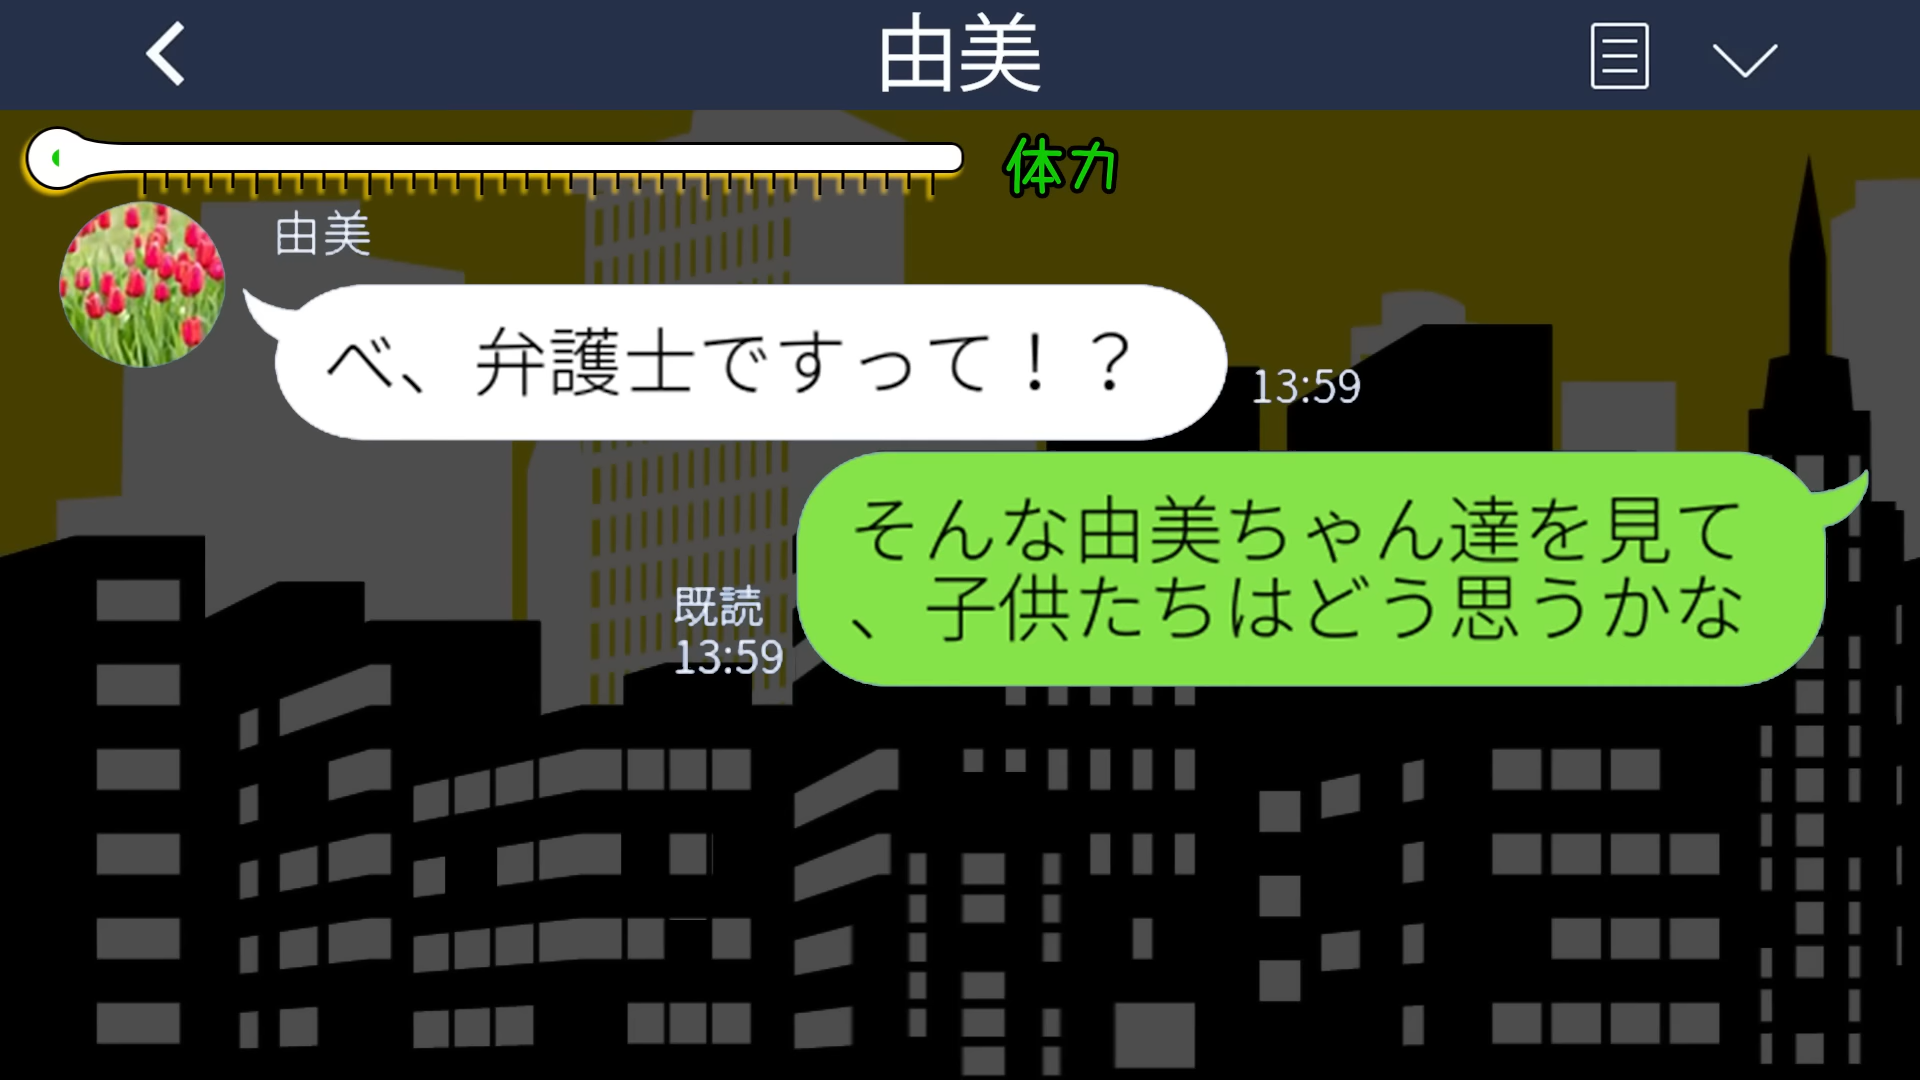 由美
体力
由美
べ、弁護士ですって！？
13:59
そんな由美ちゃん達を見て
、子供たちはどう思うかな
既読
13:59